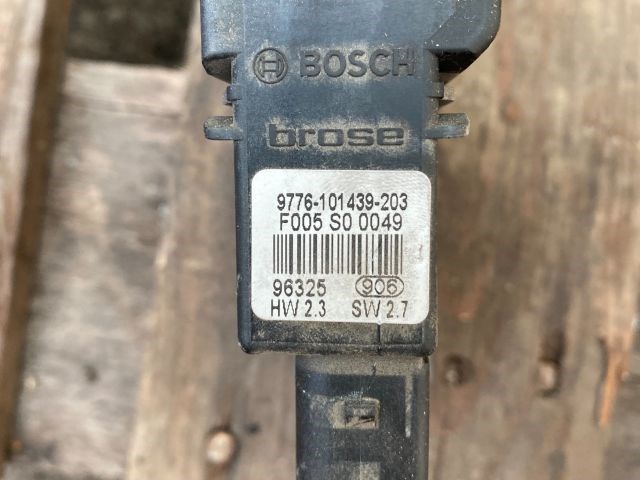 BOSCH
brose
9776-101439-203
F005 S0 0049
96325 906
HW 2.3 SW 2.7